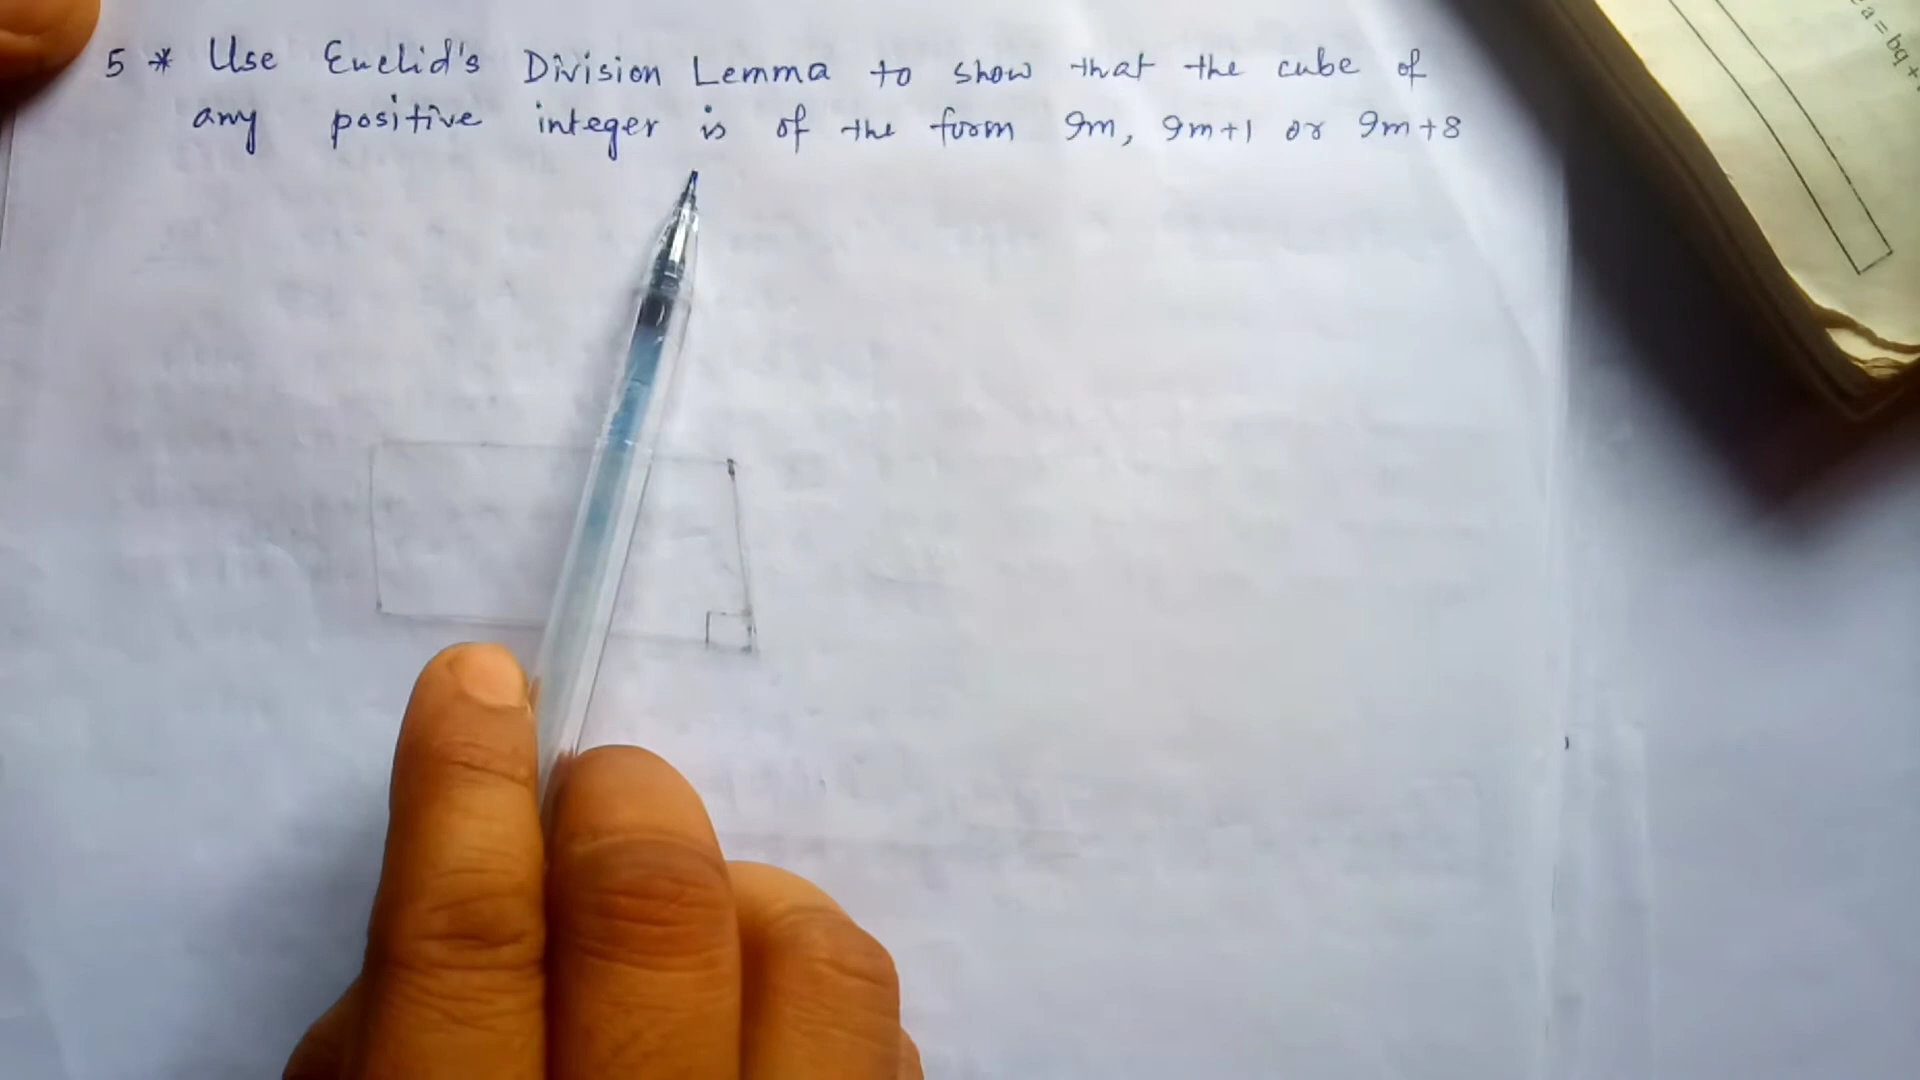 5 * Use Euclid's Division Lemma to show that the cube of
any positive integer is of the form 9m, 9m+1 or 9m+8
a = bq +